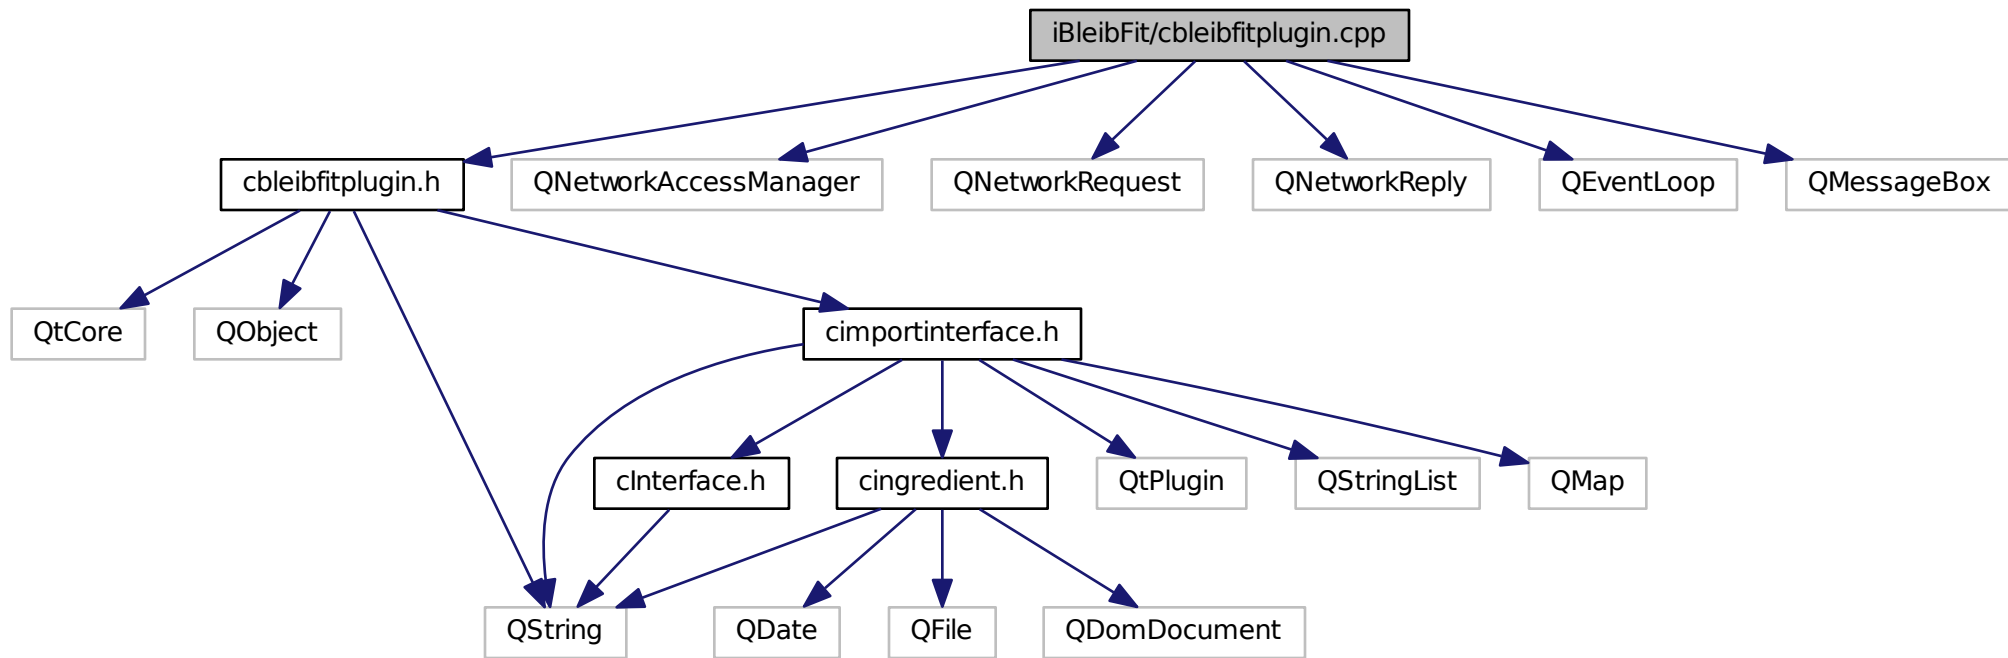 iBleibFit/cbleibfitplugin.cpp
cbleibfitplugin.h
QNetworkAccessManager
QNetworkRequest
QNetworkReply
QEventLoop
QMessageBox
QtCore
QObject
cimportinterface.h
cInterface.h
cingredient.h
QtPlugin
QStringList
QMap
QString
QDate
QFile
QDomDocument